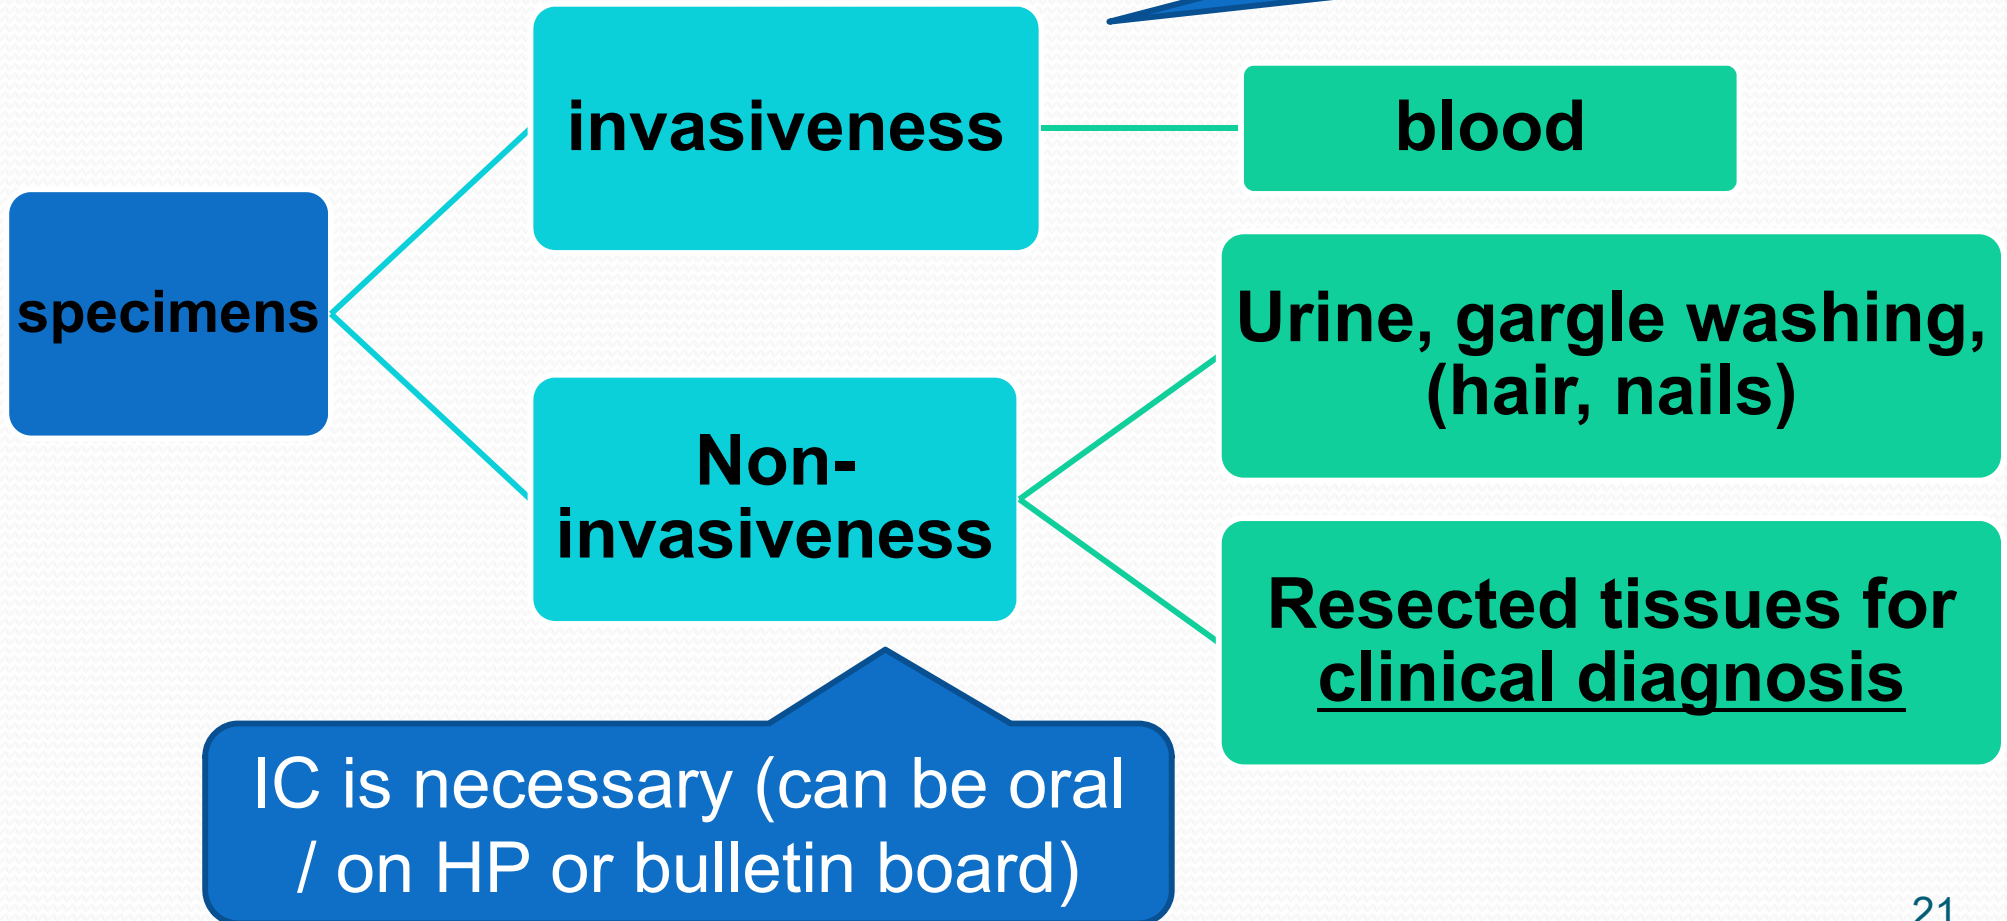 invasiveness
blood
specimens
Urine, gargle washing,
(hair, nails)
Non-
invasiveness
Resected tissues for
clinical diagnosis
IC is necessary (can be oral
/ on HP or bulletin board)
21